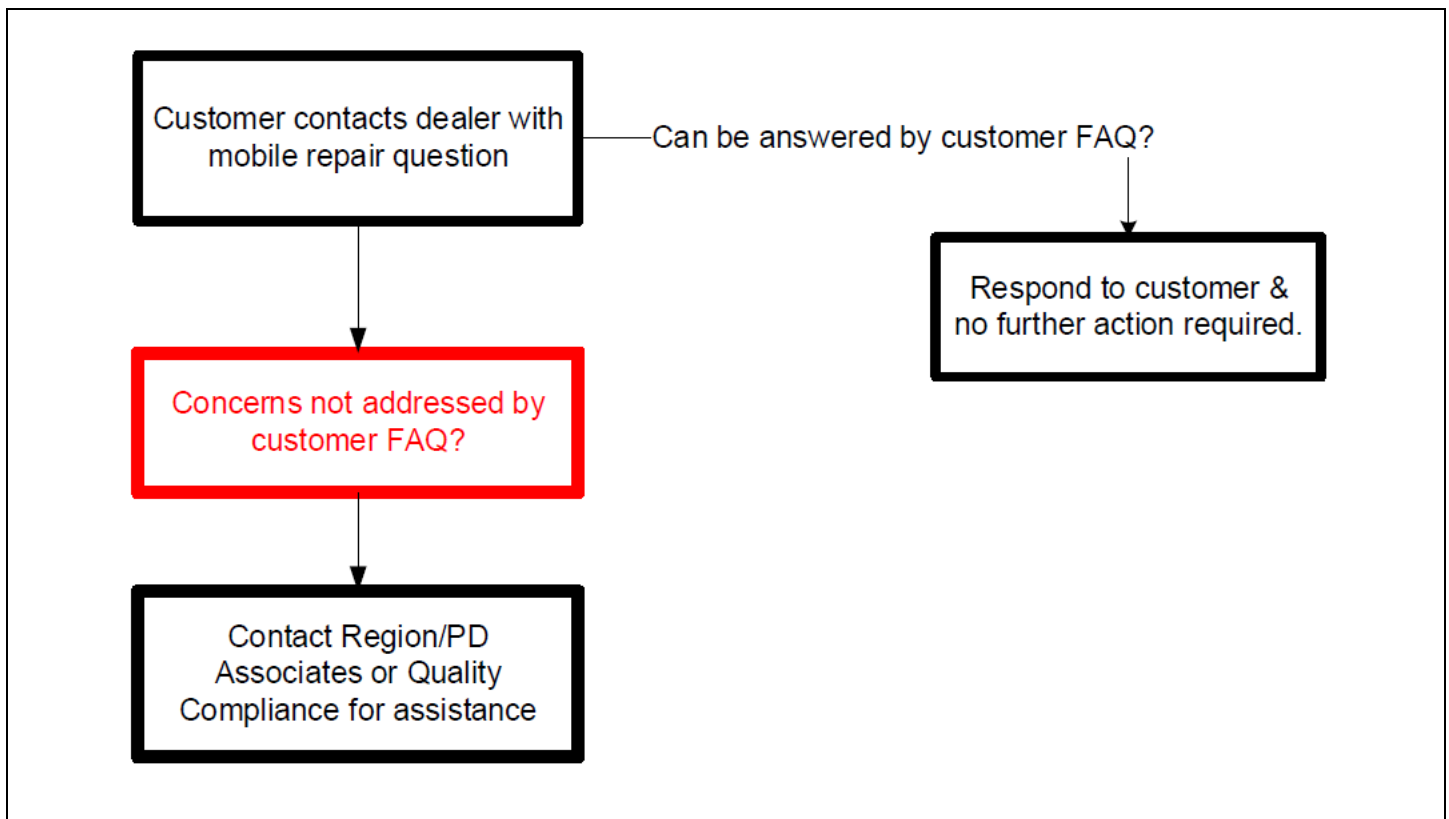 Customer contacts dealer with
mobile repair question
Can be answered by customer FAQ?
Respond to customer &
no further action required.
Concerns not addressed by
customer FAQ?
Contact Region/PD
Associates or Quality
Compliance for assistance